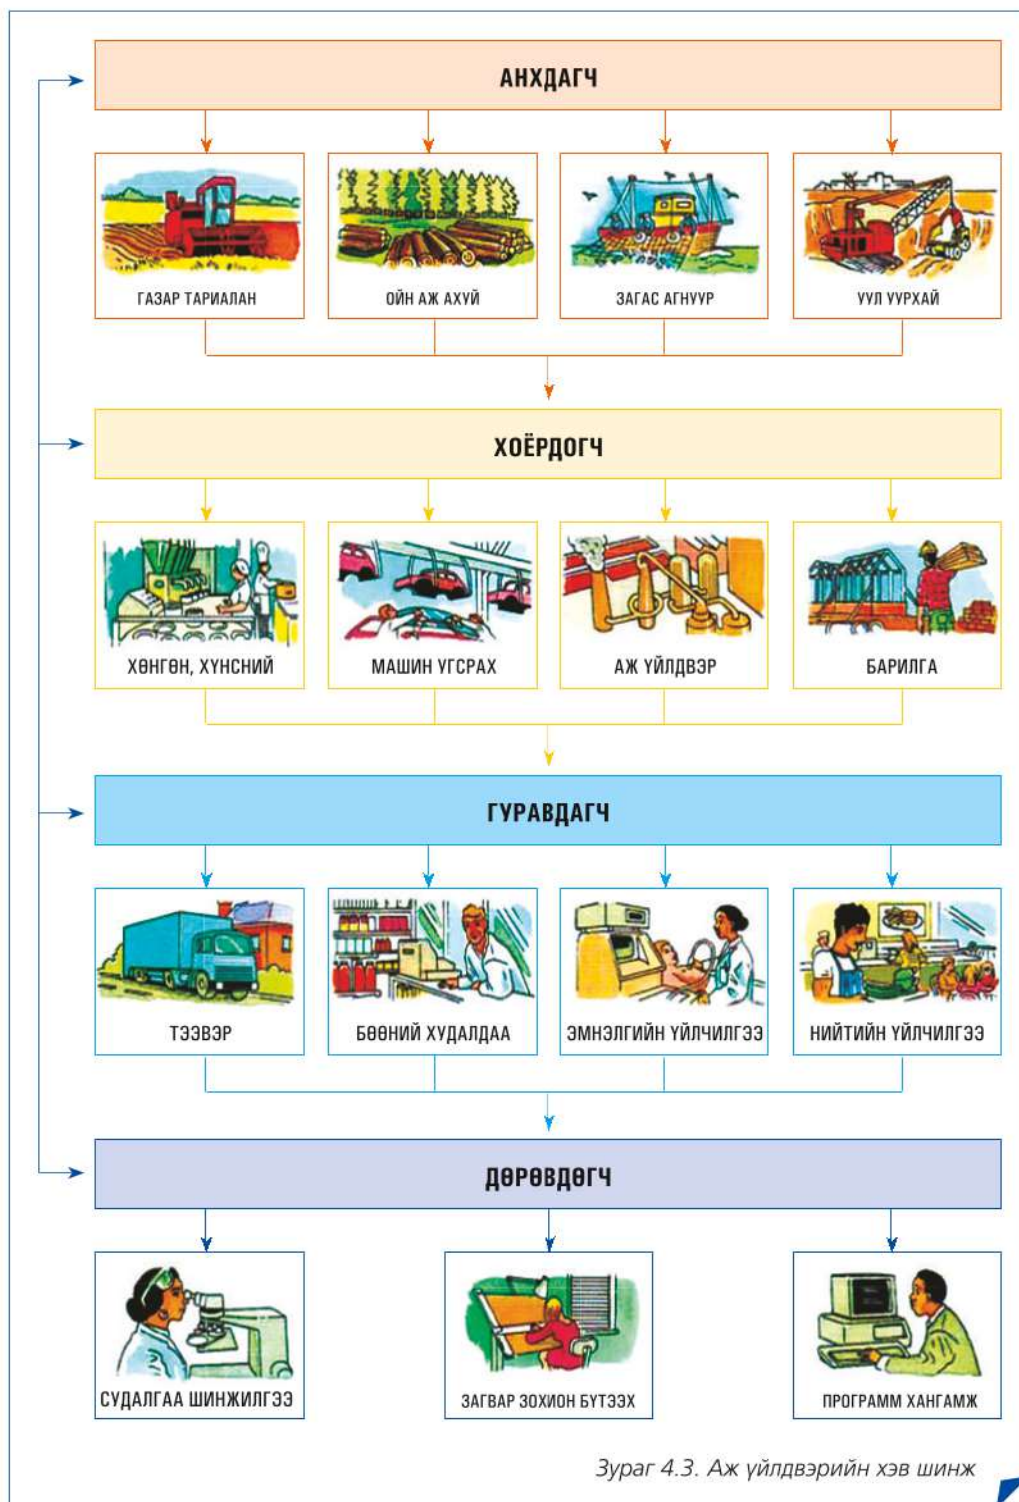 АНХДАГЧ
ГАЗАР ТАРИАЛАН
ОЙН АЖ АХУЙ
ЗАГАС АГНУУР
УУЛ УУРХАЙ
ХОЁРДОГЧ
ХӨНГӨН, ХҮНСНИЙ
МАШИН УГСРАХ
АЖ ҮЙЛДВЭР
БАРИЛГА
ГУРАВДАГЧ
ТЭЭВЭР
БӨӨНИЙ ХУДАЛДАА
ЭМНЭЛГИЙН ҮЙЛЧИЛГЭЭ
НИЙТИЙН ҮЙЛЧИЛГЭЭ
ДӨРӨВДӨГЧ
СУДАЛГАА ШИНЖИЛГЭЭ
ЗАГВАР ЗОХИОН БҮТЭЭХ
ПРОГРАММ ХАНГАМЖ
Зураг 4.3. Аж үйлдвэрийн хэв шинж